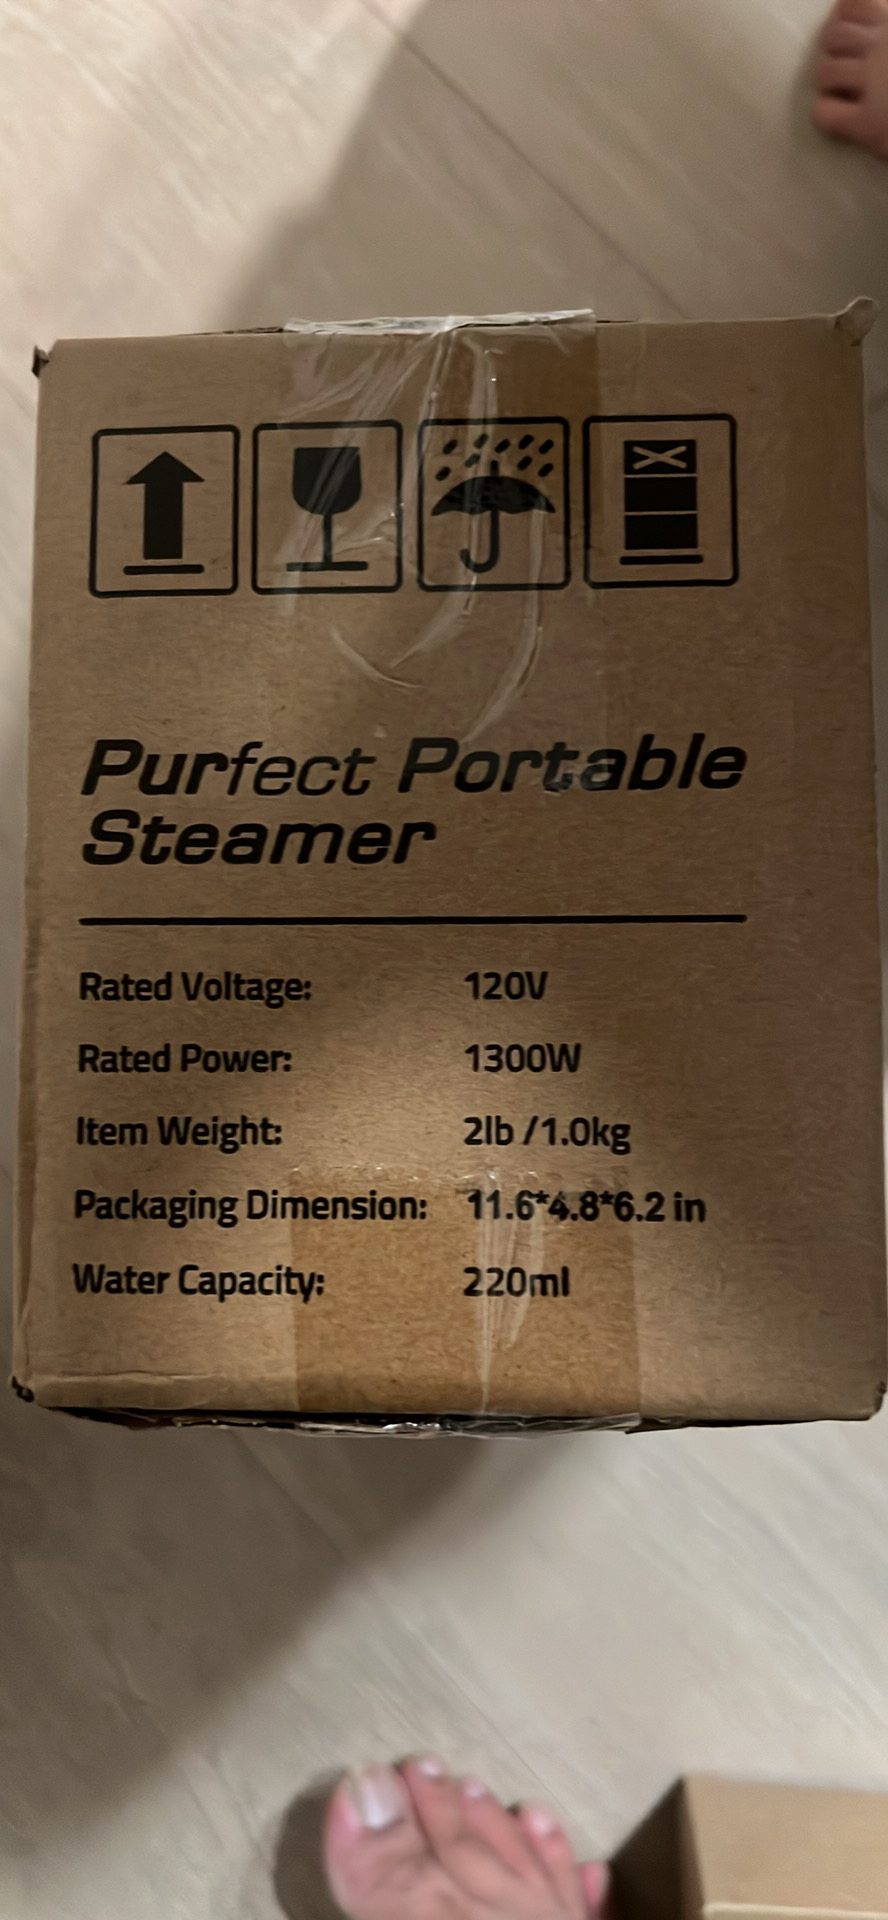 Purfect Portable
Steamer
Rated Voltage: 120V
Rated Power: 1300W
Item Weight: 2lb /1.0kg
Packaging Dimension: 11.6*4.8*6.2 in
Water Capacity: 220ml